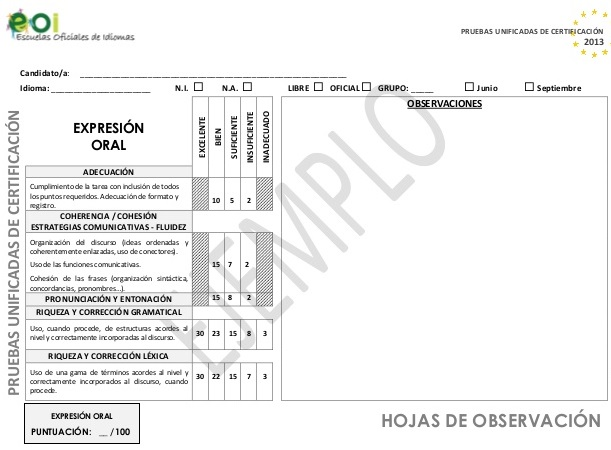 eoi
Escuelas Oficiales de Idiomas
PRUEBAS UNIFICADAS DE CERTIFICACIÓN
2013
Candidato/a: ___________________________________________________________
Idioma: ______________________ N.I. ☐ N.A. ☐ LIBRE ☐ OFICIAL ☐ GRUPO: _____ ☐ Junio ☐ Septiembre
PRUEBAS UNIFICADAS DE CERTIFICACIÓN
EXPRESIÓN
ORAL
EXCELENTE
BIEN
SUFICIENTE
INSUFICIENTE
INADECUADO
OBSERVACIONES
ADECUACIÓN
Cumplimiento de la tarea con inclusión de todos
los puntos requeridos. Adecuación de formato y
registro.
10 5 2
COHERENCIA / COHESIÓN
ESTRATEGIAS COMUNICATIVAS - FLUIDEZ
Organización del discurso (ideas ordenadas y
coherentemente enlazadas, uso de conectores).
Uso de las funciones comunicativas.
Cohesión de las frases (organización sintáctica,
concordancias, pronombres...).
15 7 2
PRONUNCIACIÓN Y ENTONACIÓN
15 8 2
RIQUEZA Y CORRECCIÓN GRAMATICAL
Uso, cuando procede, de estructuras acordes al
nivel y correctamente incorporadas al discurso.
30 23 15 8 3
RIQUEZA Y CORRECCIÓN LÉXICA
Uso de una gama de términos acordes al nivel y
correctamente incorporados al discurso, cuando
procede.
30 22 15 7 3
EJEMPLO
EXPRESIÓN ORAL
PUNTUACIÓN: __ / 100
HOJAS DE OBSERVACIÓN